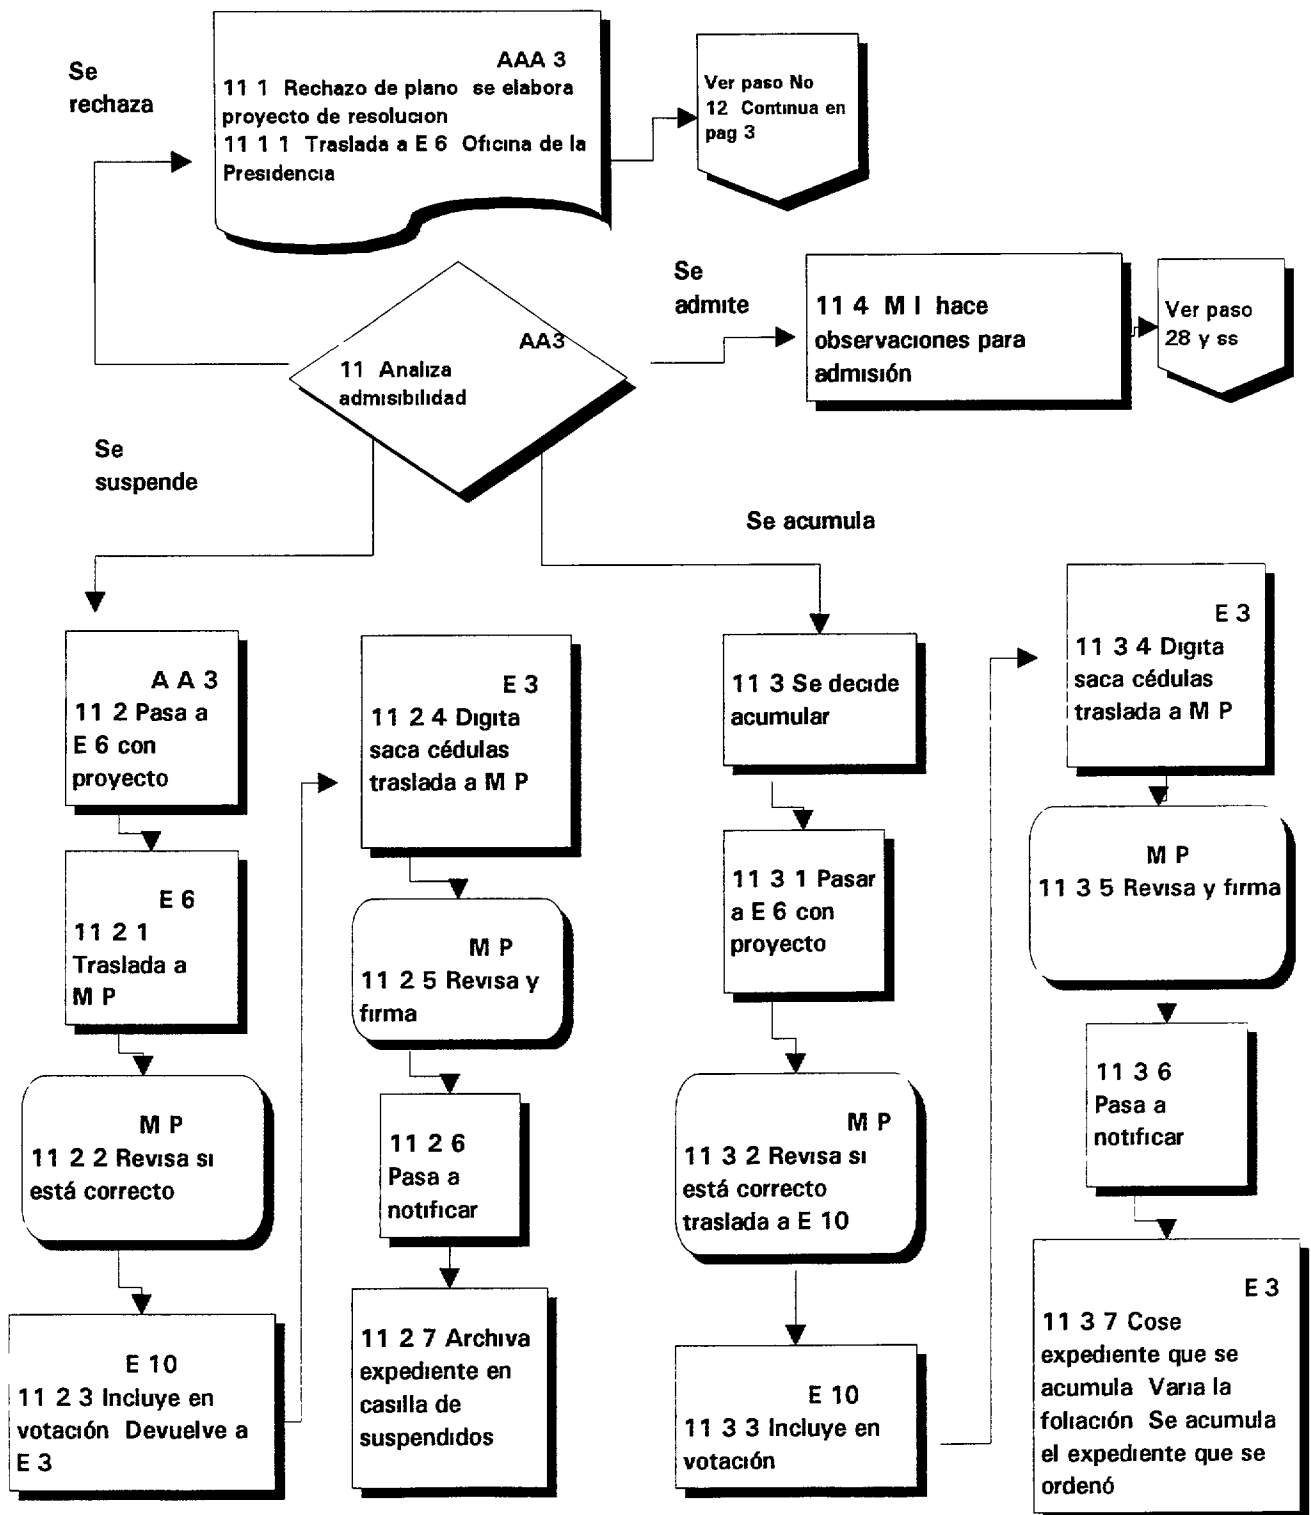 Se
rechaza
AAA 3
11 1 Rechazo de plano se elabora
proyecto de resolucion
11 1 1 Traslada a E 6 Oficina de la
Presidencia
Ver paso No
12 Continua en
pag 3
AA3
11 Analiza
admisibilidad
Se
admite
11 4 M I hace
observaciones para
admisión
Ver paso
28 y ss
Se
suspende
Se acumula
A A 3
11 2 Pasa a
E 6 con
proyecto
E 6
11 2 1
Traslada a
M P
M P
11 2 2 Revisa si
está correcto
E 10
11 2 3 Incluye en
votación Devuelve a
E 3
E 3
11 2 4 Digita
saca cédulas
traslada a M P
M P
11 2 5 Revisa y
firma
11 2 6
Pasa a
notificar
11 2 7 Archiva
expediente en
casilla de
suspendidos
11 3 Se decide
acumular
11 3 1 Pasar
a E 6 con
proyecto
M P
11 3 2 Revisa si
está correcto
traslada a E 10
E 10
11 3 3 Incluye en
votación
E 3
11 3 4 Digita
saca cédulas
traslada a M P
M P
11 3 5 Revisa y firma
11 3 6
Pasa a
notificar
E 3
11 3 7 Cose
expediente que se
acumula Varia la
foliación Se acumula
el expediente que se
ordenó